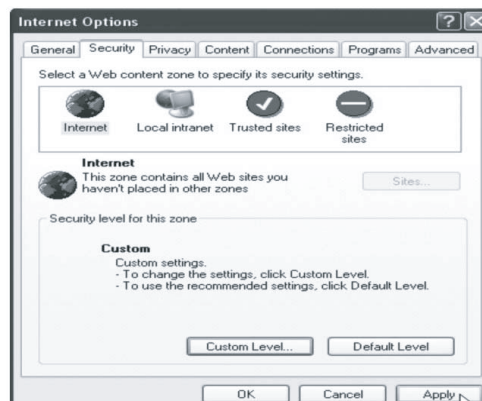 Internet Options
General Security Privacy Content Connections Programs Advanced
Select a Web content zone to specify its security settings.
Internet Local intranet Trusted sites Restricted
sites
Internet
This zone contains all Web sites you
haven't placed in other zones
Sites...
Security level for this zone
Custom
Custom settings.
- To change the settings, click Custom Level.
- To use the recommended settings, click Default Level.
Custom Level... Default Level
OK Cancel Apply